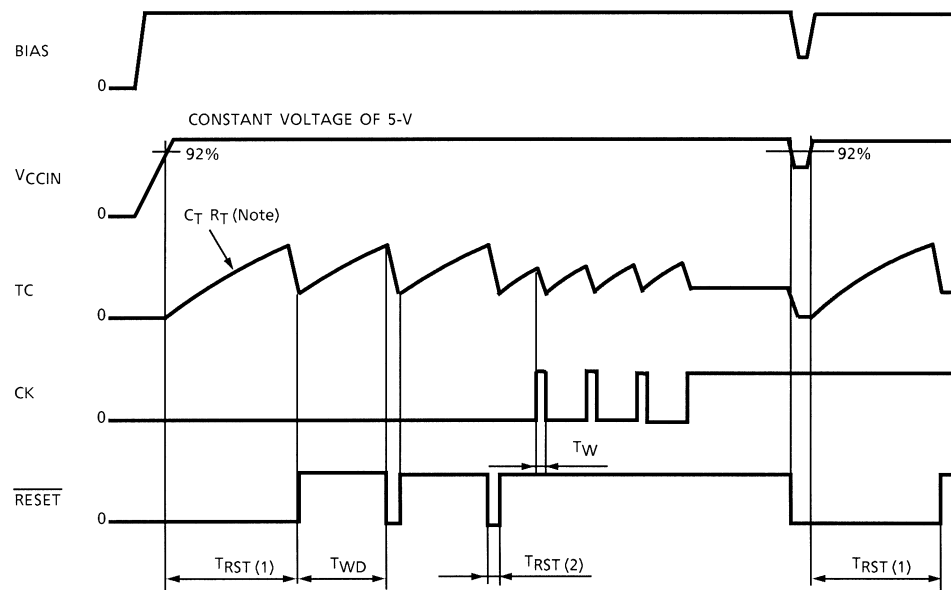 BIAS
0
CONSTANT VOLTAGE OF 5-V
92%
92%
VCCIN
0
CT RT (Note)
TC
0
CK
0
TW
RESET
0
TRST (1)
TWD
TRST (2)
TRST (1)